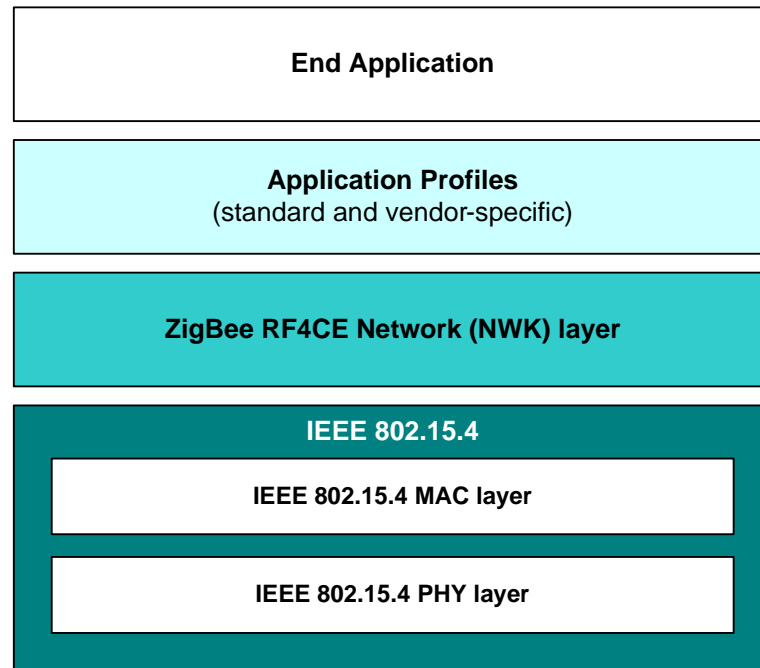 End Application
Application Profiles
(standard and vendor-specific)
ZigBee RF4CE Network (NWK) layer
IEEE 802.15.4
IEEE 802.15.4 MAC layer
IEEE 802.15.4 PHY layer